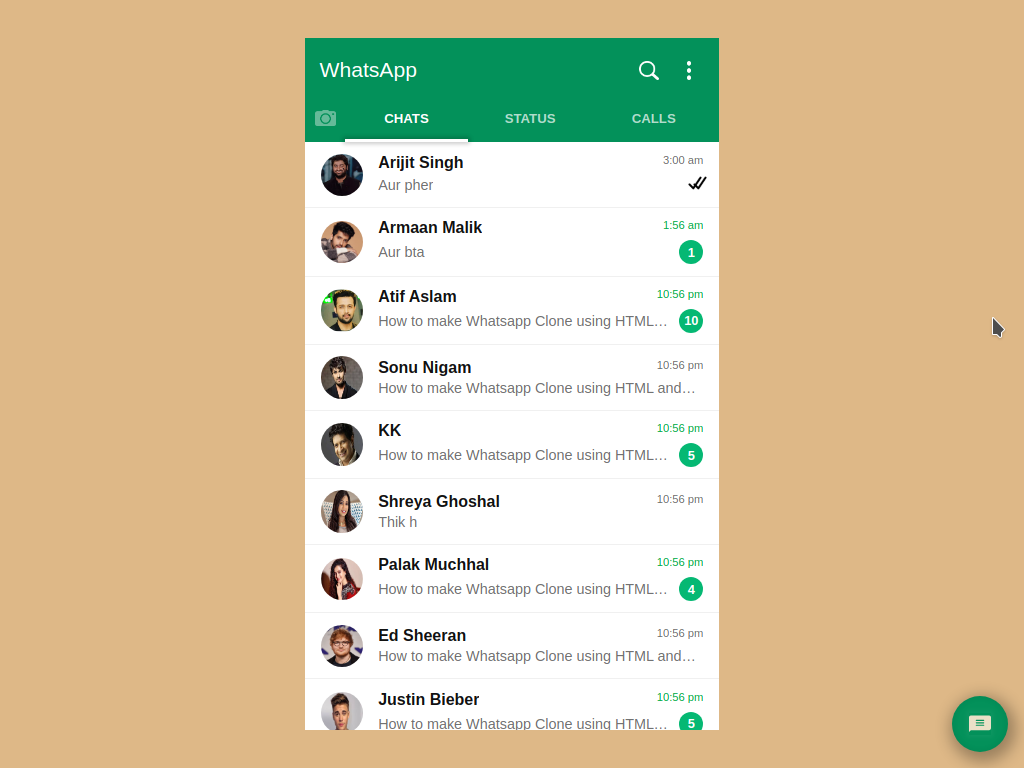 WhatsApp
CHATS STATUS CALLS
Arijit Singh 3:00 am
Aur pher
Armaan Malik 1:56 am
Aur bta 1
Atif Aslam 10:56 pm
How to make Whatsapp Clone using HTML… 10
Sonu Nigam 10:56 pm
How to make Whatsapp Clone using HTML and…
KK 10:56 pm
How to make Whatsapp Clone using HTML… 5
Shreya Ghoshal 10:56 pm
Thik h
Palak Muchhal 10:56 pm
How to make Whatsapp Clone using HTML… 4
Ed Sheeran 10:56 pm
How to make Whatsapp Clone using HTML and…
Justin Bieber 10:56 pm
How to make Whatsapp Clone using HTML… 5